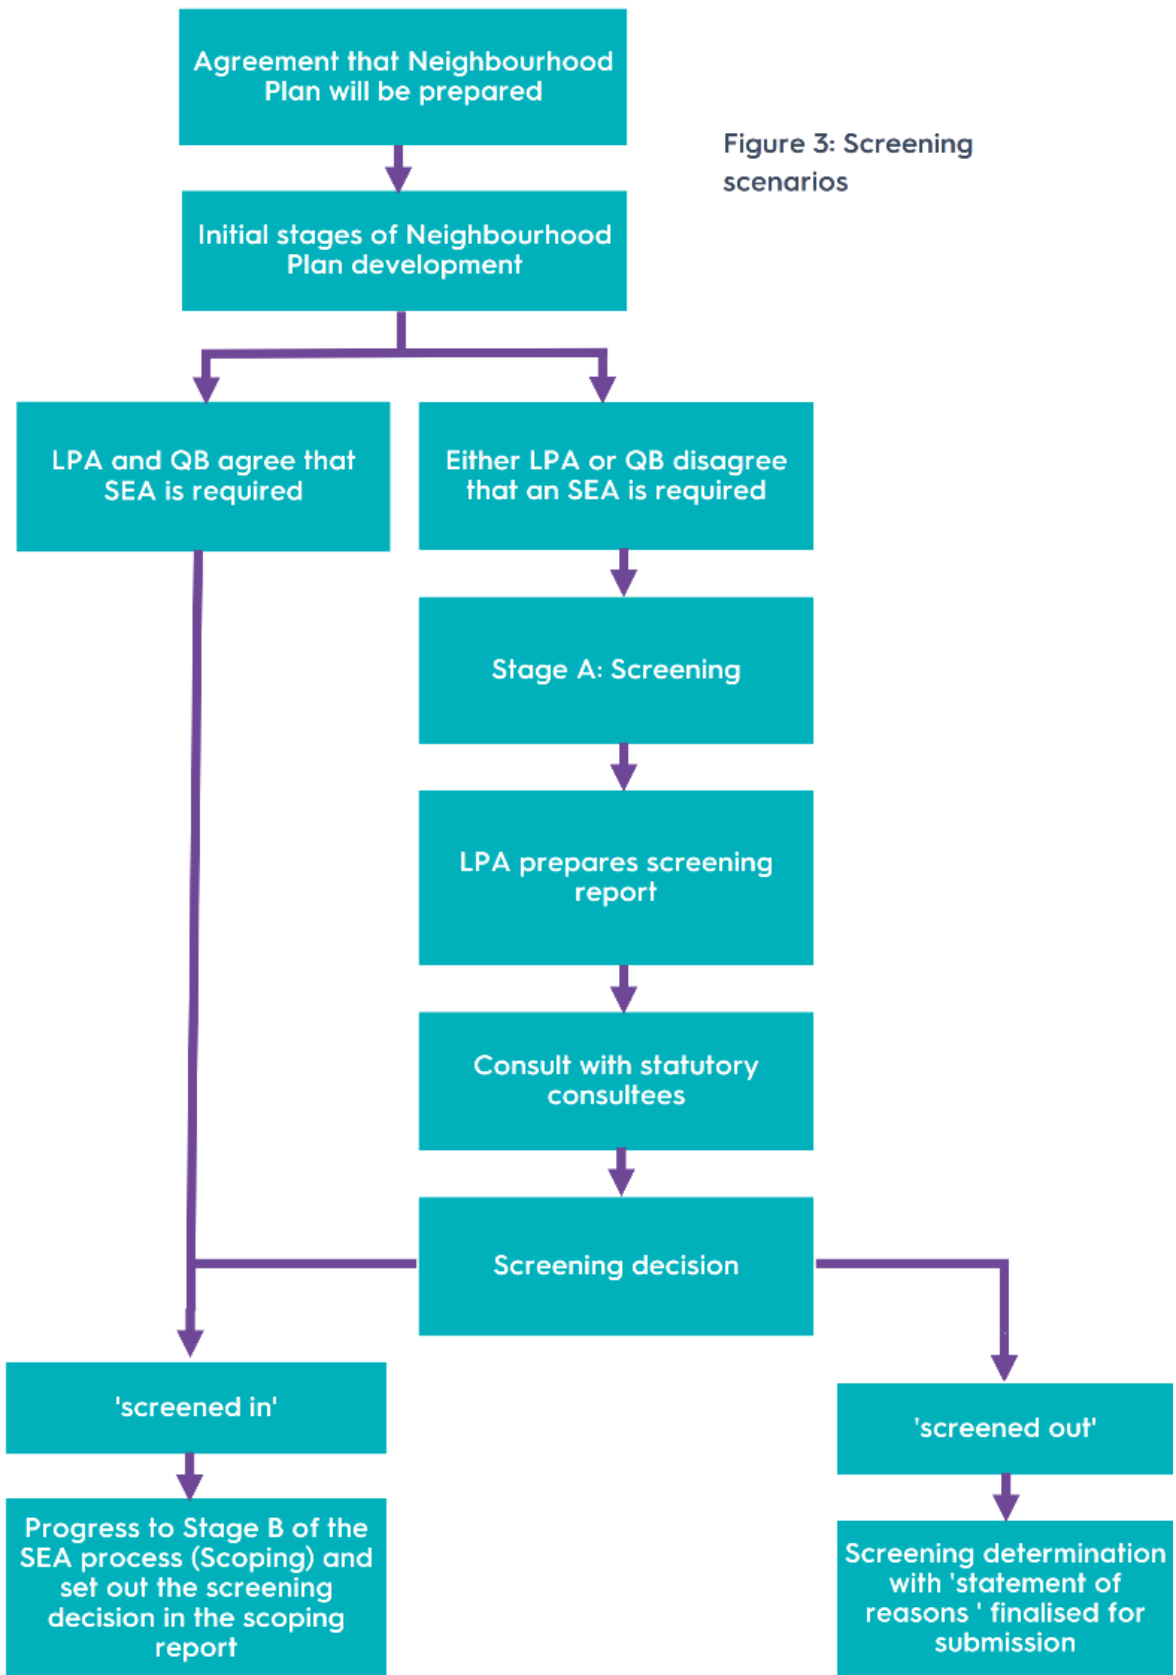 Agreement that Neighbourhood
Plan will be prepared
Figure 3: Screening
scenarios
Initial stages of Neighbourhood
Plan development
LPA and QB agree that
SEA is required
Either LPA or QB disagree
that an SEA is required
Stage A: Screening
LPA prepares screening
report
Consult with statutory
consultees
Screening decision
'screened in'
'screened out'
Progress to Stage B of the
SEA process (Scoping) and
set out the screening
decision in the scoping
report
Screening determination
with 'statement of
reasons ' finalised for
submission